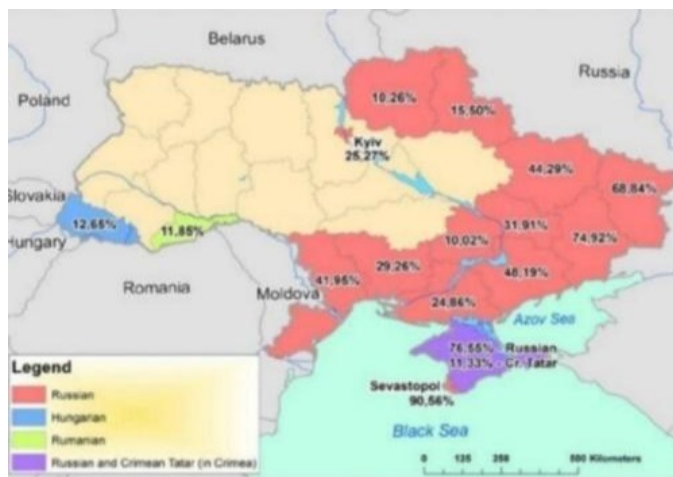 Belarus
Russia
Poland
10.26%
15.50%
Kyiv
25,27%
44,29%
68,84%
Slovakia
12.65%
11,85%
31,91%
74,92%
Hungary
10,02%
29,26%
41,95%
48,19%
Romania
Moldova
24,86%
Azov Sea
76,55% - Russian
11,33% - Cr. Tatar
Sevastopol
90,56%
Black Sea
Legend
Russian
Hungarian
Rumanian
Russian and Crimean Tatar (in Crimea)
0 125 250 500 Kilometers